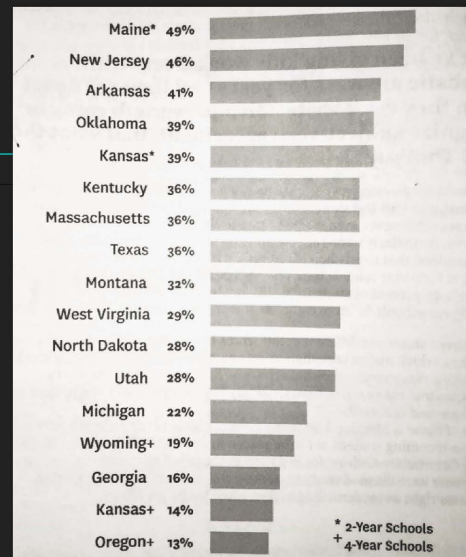 Maine* 49%
New Jersey 46%
Arkansas 41%
Oklahoma 39%
Kansas* 39%
Kentucky 36%
Massachusetts 36%
Texas 36%
Montana 32%
West Virginia 29%
North Dakota 28%
Utah 28%
Michigan 22%
Wyoming+ 19%
Georgia 16%
Kansas+ 14%
Oregon+ 13%
* 2-Year Schools
+ 4-Year Schools